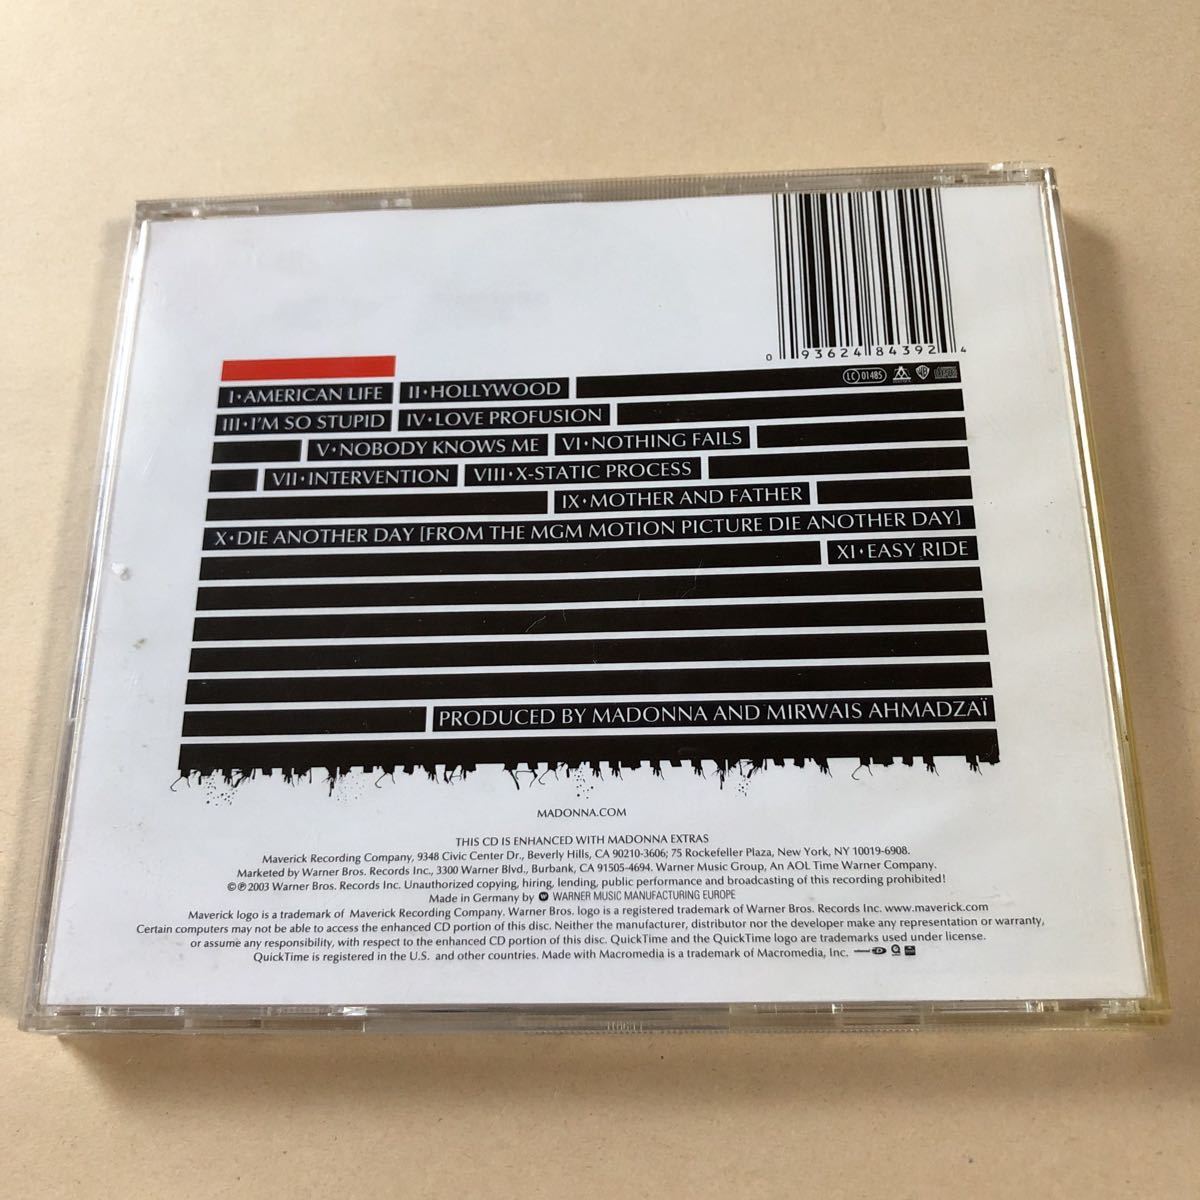 0 93624 84392 4
LC 01485
I•AMERICAN LIFE II•HOLLYWOOD
III•I'M SO STUPID IV•LOVE PROFUSION
V•NOBODY KNOWS ME VI•NOTHING FAILS
VII•INTERVENTION VIII•X-STATIC PROCESS
IX•MOTHER AND FATHER
X•DIE ANOTHER DAY [FROM THE MGM MOTION PICTURE DIE ANOTHER DAY]
XI•EASY RIDE
PRODUCED BY MADONNA AND MIRWAIS AHMADZAÏ
MADONNA.COM
THIS CD IS ENHANCED WITH MADONNA EXTRAS
Maverick Recording Company, 9348 Civic Center Dr., Beverly Hills, CA 90210-3606; 75 Rockefeller Plaza, New York, NY 10019-6908.
Marketed by Warner Bros. Records Inc., 3300 Warner Blvd., Burbank, CA 91505-4694. Warner Music Group, An AOL Time Warner Company.
©℗ 2003 Warner Bros. Records Inc. Unauthorized copying, hiring, lending, public performance and broadcasting of this recording prohibited!
Made in Germany by WARNER MUSIC MANUFACTURING EUROPE
Maverick logo is a trademark of Maverick Recording Company. Warner Bros. logo is a registered trademark of Warner Bros. Records Inc. www.maverick.com
Certain computers may not be able to access the enhanced CD portion of this disc. Neither the manufacturer, distributor nor the developer make any representation or warranty,
or assume any responsibility, with respect to the enhanced CD portion of this disc. QuickTime and the QuickTime logo are trademarks used under license.
QuickTime is registered in the U.S. and other countries. Made with Macromedia is a trademark of Macromedia, Inc.